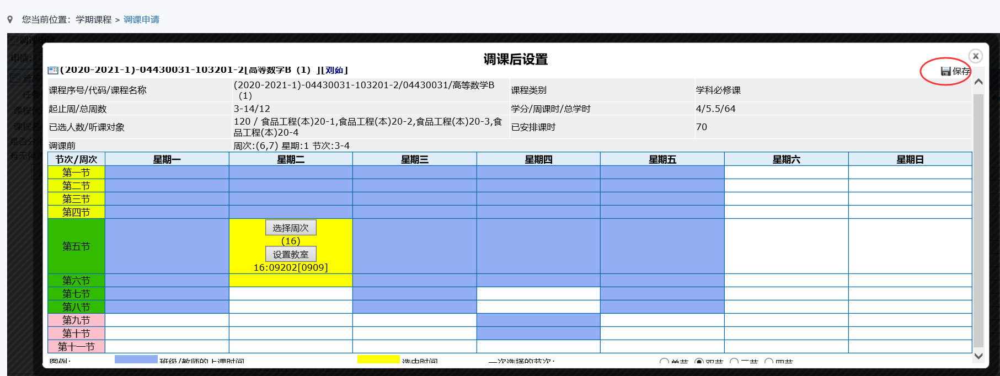 您当前位置：学期课程 > 调课申请
调课申请
申请:
调课后设置
(2020-2021-1)-04430031-103201-2[高等数学B（1）][刘茹]
保存
课程序号/代码/课程名称 (2020-2021-1)-04430031-103201-2/04430031/高等数学B（1） 课程类别 学科必修课
起止周/总周数 3-14/12 学分/周课时/总学时 4/5.5/64
已选人数/听课对象 120 / 食品工程(本)20-1,食品工程(本)20-2,食品工程(本)20-3,食品工程(本)20-4 已安排课时 70
调课前 周次:(6,7) 星期:1 节次:3-4
节次/周次 星期一 星期二 星期三 星期四 星期五 星期六 星期日
第一节
第二节
第三节
第四节
第五节
选择周次
(16)
设置教室
16:09202[0909]
第六节
第七节
第八节
第九节
第十节
第十一节
图例: 班级/教师的上课时间 选中时间 一次选择的节次: 单节 双节 三节 四节